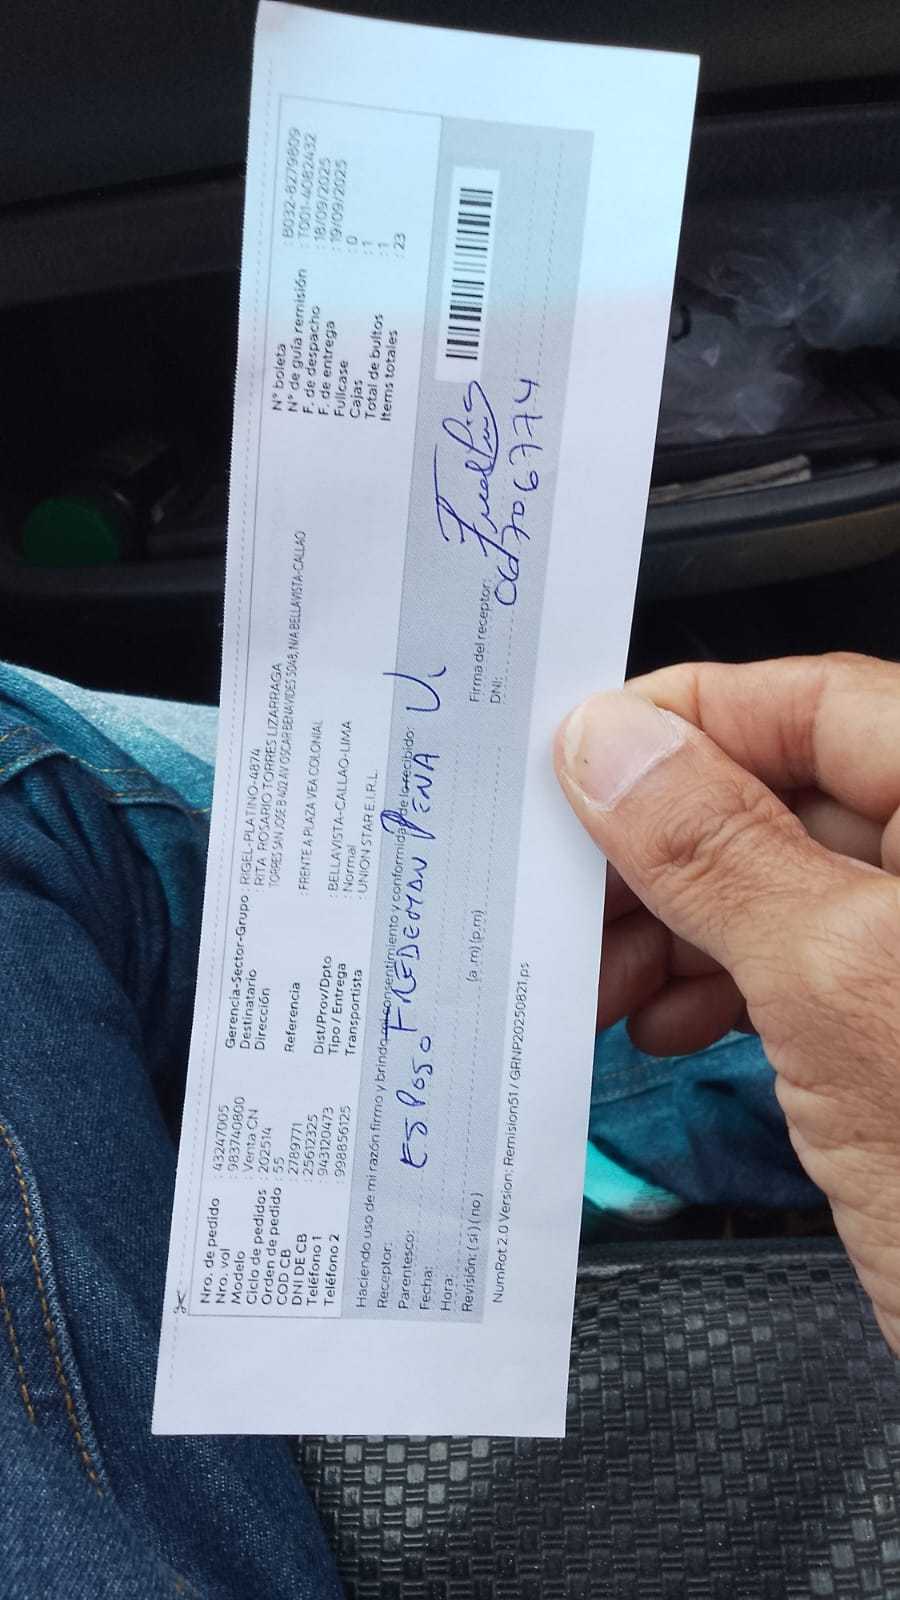 Nro. de pedido : 43247005
Nro. vol : 983740800
Modelo : Venta CN
Ciclo de pedidos : 202514
Orden de pedido : 55
COD CB : 2789771
DNI DE CB : 25612325
Teléfono 1 : 943120473
Teléfono 2 : 998856125
Gerencia-Sector-Grupo : RIGEL-PLATINO-4874
Destinatario : RITA ROSARIO TORRES LIZARRAGA
Dirección : TORRES SAN JOSE B 402 AV OSCAR BENAVIDES 5048, N/A BELLAVISTA-CALLAO
Referencia : FRENTE A PLAZA VEA COLONIAL
Dist/Prov/Dpto : BELLAVISTA-CALLAO-LIMA
Tipo / Entrega : Normal
Transportista : UNION STAR E.I.R.L.
N° boleta : B032-8279809
N° de guía remisión : T001-4082432
F. de despacho : 18/09/2025
F. de entrega : 19/09/2025
Fullcase : 0
Cajas : 1
Total de bultos : 1
Items totales : 23
Haciendo uso de mi razón firmo y brindo mi consentimiento y conformidad de lo recibido:
Receptor: FREDEMAN PEÑA V.
Parentesco: ESPOSO
Fecha:
Hora: (a.m)(p.m)
Revisión: (sí) (no)
Firma del receptor:
DNI: 06706774
NumRot 2.0 Version: Remision51 / GRNP20250821.ps